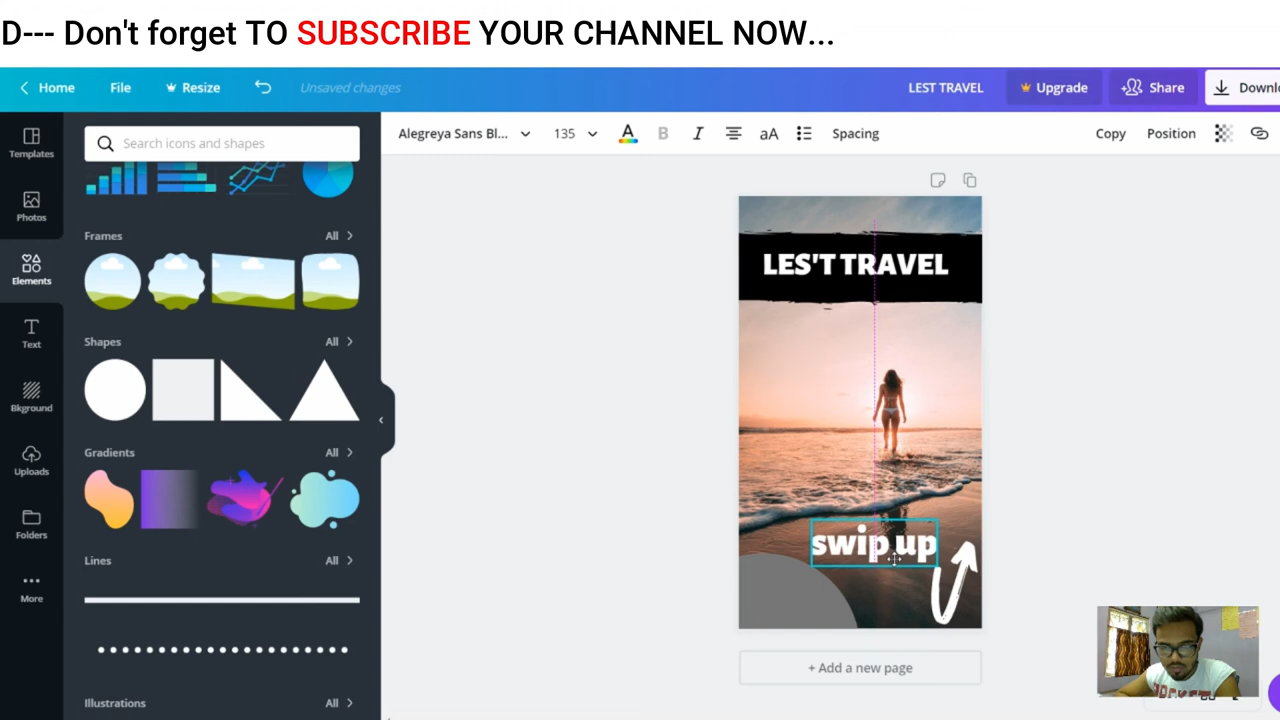 D--- Don't forget TO SUBSCRIBE YOUR CHANNEL NOW...
Home File Resize Unsaved changes LEST TRAVEL Upgrade Share Downlo
Search icons and shapes
Alegreya Sans Bl... 135 A B I aA Spacing Copy Position
Templates
Photos
Elements
Text
Bkground
Uploads
Folders
More
Frames All
Shapes All
Gradients All
Lines All
Illustrations All
LES'T TRAVEL
swip up
+ Add a new page